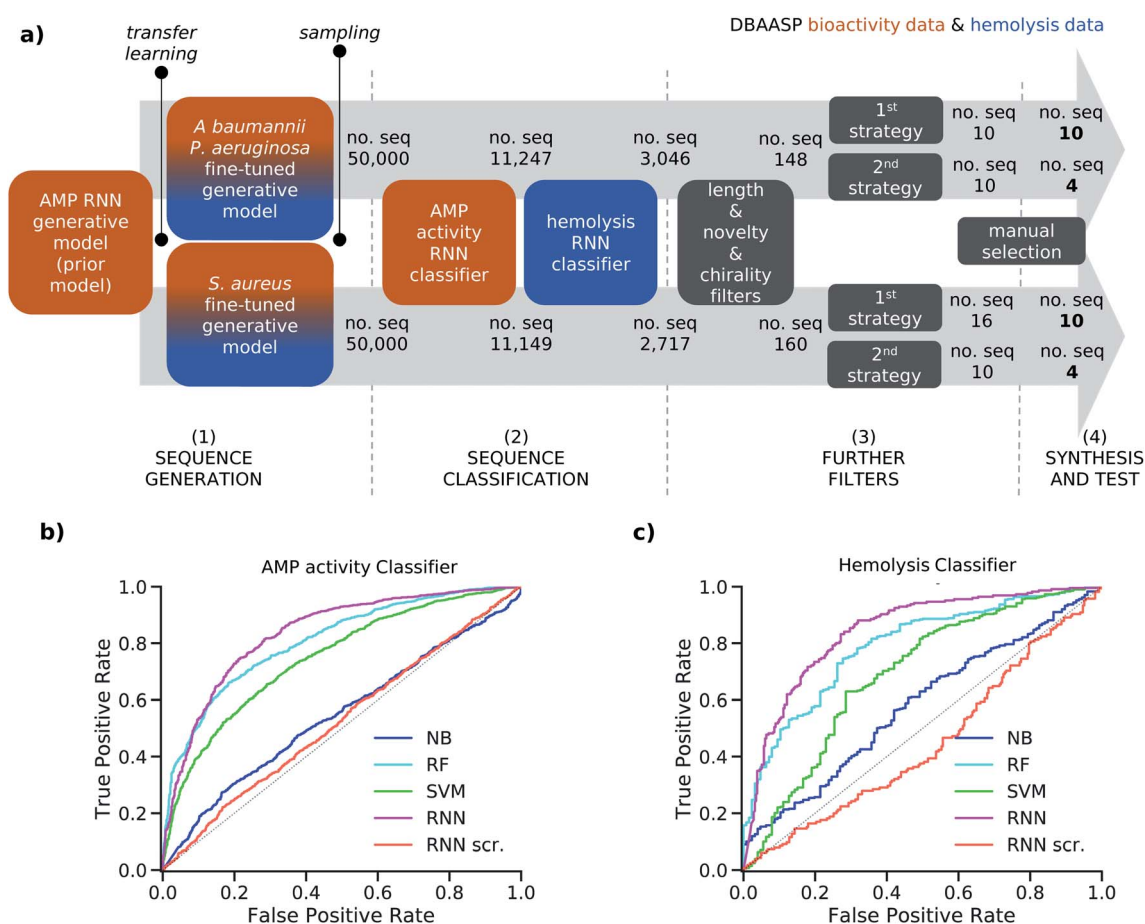 a)
transfer
learning
sampling
DBAASP bioactivity data & hemolysis data
AMP RNN
generative
model
(prior
model)
A baumannii
P. aeruginosa
fine-tuned
generative
model
S. aureus
fine-tuned
generative
model
no. seq
50,000
no. seq
11,247
no. seq
3,046
no. seq
148
1st
strategy
2nd
strategy
no. seq
10
no. seq
10
no. seq
10
no. seq
4
AMP
activity
RNN
classifier
hemolysis
RNN
classifier
length
&
novelty
&
chirality
filters
manual
selection
no. seq
50,000
no. seq
11,149
no. seq
2,717
no. seq
160
1st
strategy
2nd
strategy
no. seq
16
no. seq
10
no. seq
10
no. seq
4
(1)
SEQUENCE
GENERATION
(2)
SEQUENCE
CLASSIFICATION
(3)
FURTHER
FILTERS
(4)
SYNTHESIS
AND TEST
b)
AMP activity Classifier
True Positive Rate
1.0
0.8
0.6
0.4
0.2
0.0
NB
RF
SVM
RNN
RNN scr.
0.0 0.2 0.4 0.6 0.8 1.0
False Positive Rate
c)
Hemolysis Classifier
True Positive Rate
1.0
0.8
0.6
0.4
0.2
0.0
NB
RF
SVM
RNN
RNN scr.
0.0 0.2 0.4 0.6 0.8 1.0
False Positive Rate